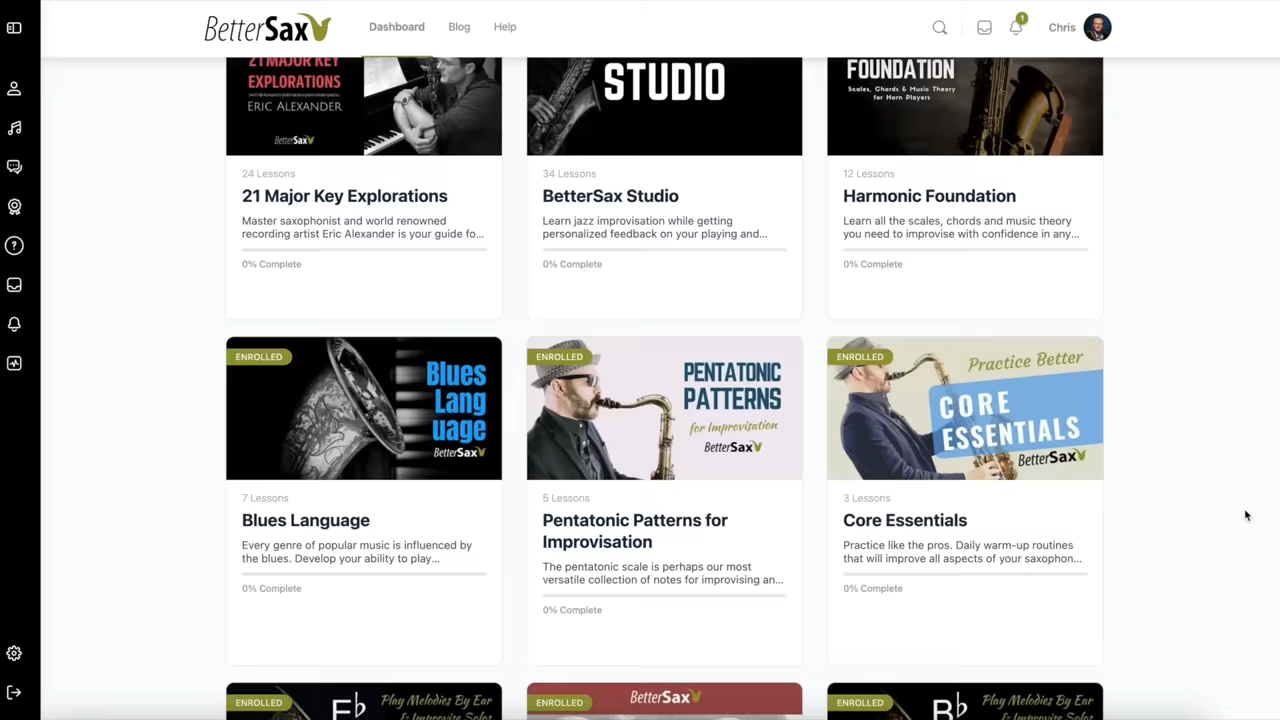 BetterSax
Dashboard
Blog
Help
1
Chris
21 MAJOR KEY
EXPLORATIONS
ERIC ALEXANDER
BetterSax
24 Lessons
21 Major Key Explorations
Master saxophonist and world renowned
recording artist Eric Alexander is your guide fo...
0% Complete
STUDIO
34 Lessons
BetterSax Studio
Learn jazz improvisation while getting
personalized feedback on your playing and...
0% Complete
FOUNDATION
Scales, Chords & Music Theory
for Horn Players
12 Lessons
Harmonic Foundation
Learn all the scales, chords and music theory
you need to improvise with confidence in any...
0% Complete
ENROLLED
Blues
Lang
uage
BetterSax
7 Lessons
Blues Language
Every genre of popular music is influenced by
the blues. Develop your ability to play...
0% Complete
ENROLLED
PENTATONIC
PATTERNS
for Improvisation
BetterSax
5 Lessons
Pentatonic Patterns for
Improvisation
The pentatonic scale is perhaps our most
versatile collection of notes for improvising an...
0% Complete
ENROLLED
Practice Better
CORE
ESSENTIALS
BetterSax
3 Lessons
Core Essentials
Practice like the pros. Daily warm-up routines
that will improve all aspects of your saxophon...
0% Complete
ENROLLED
E♭
Play Melodies By Ear
& Improvise Solos
ENROLLED
BetterSax
ENROLLED
B♭
Play Melodies By Ear
& Improvise Solos